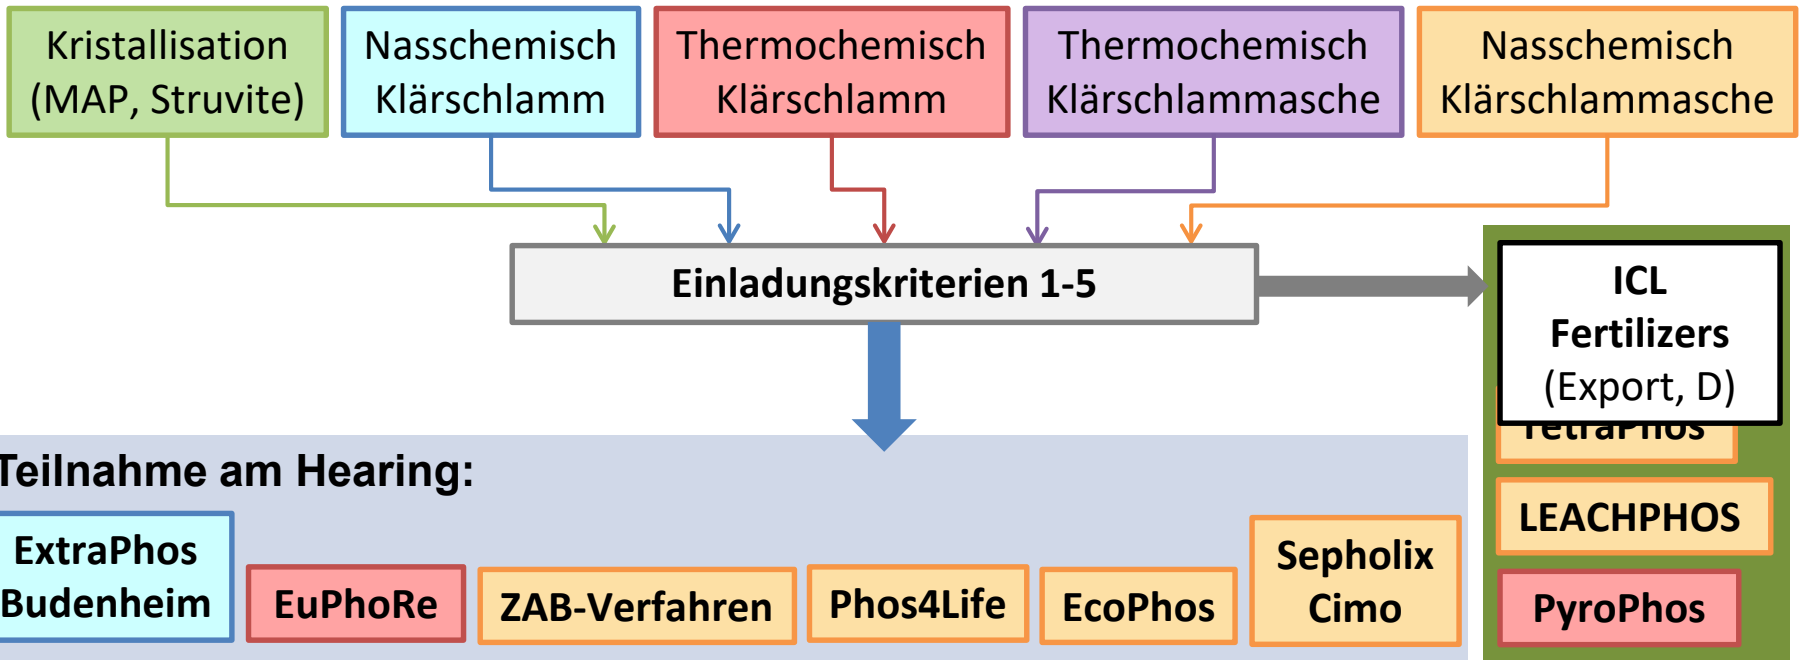 Kristallisation
(MAP, Struvite)
Nasschemisch
Klärschlamm
Thermochemisch
Klärschlamm
Thermochemisch
Klärschlammasche
Nasschemisch
Klärschlammasche
Einladungskriterien 1-5
ICL
Fertilizers
(Export, D)
TetraPhos
LEACHPHOS
PyroPhos
Teilnahme am Hearing:
ExtraPhos
Budenheim
EuPhoRe
ZAB-Verfahren
Phos4Life
EcoPhos
Sepholix
Cimo